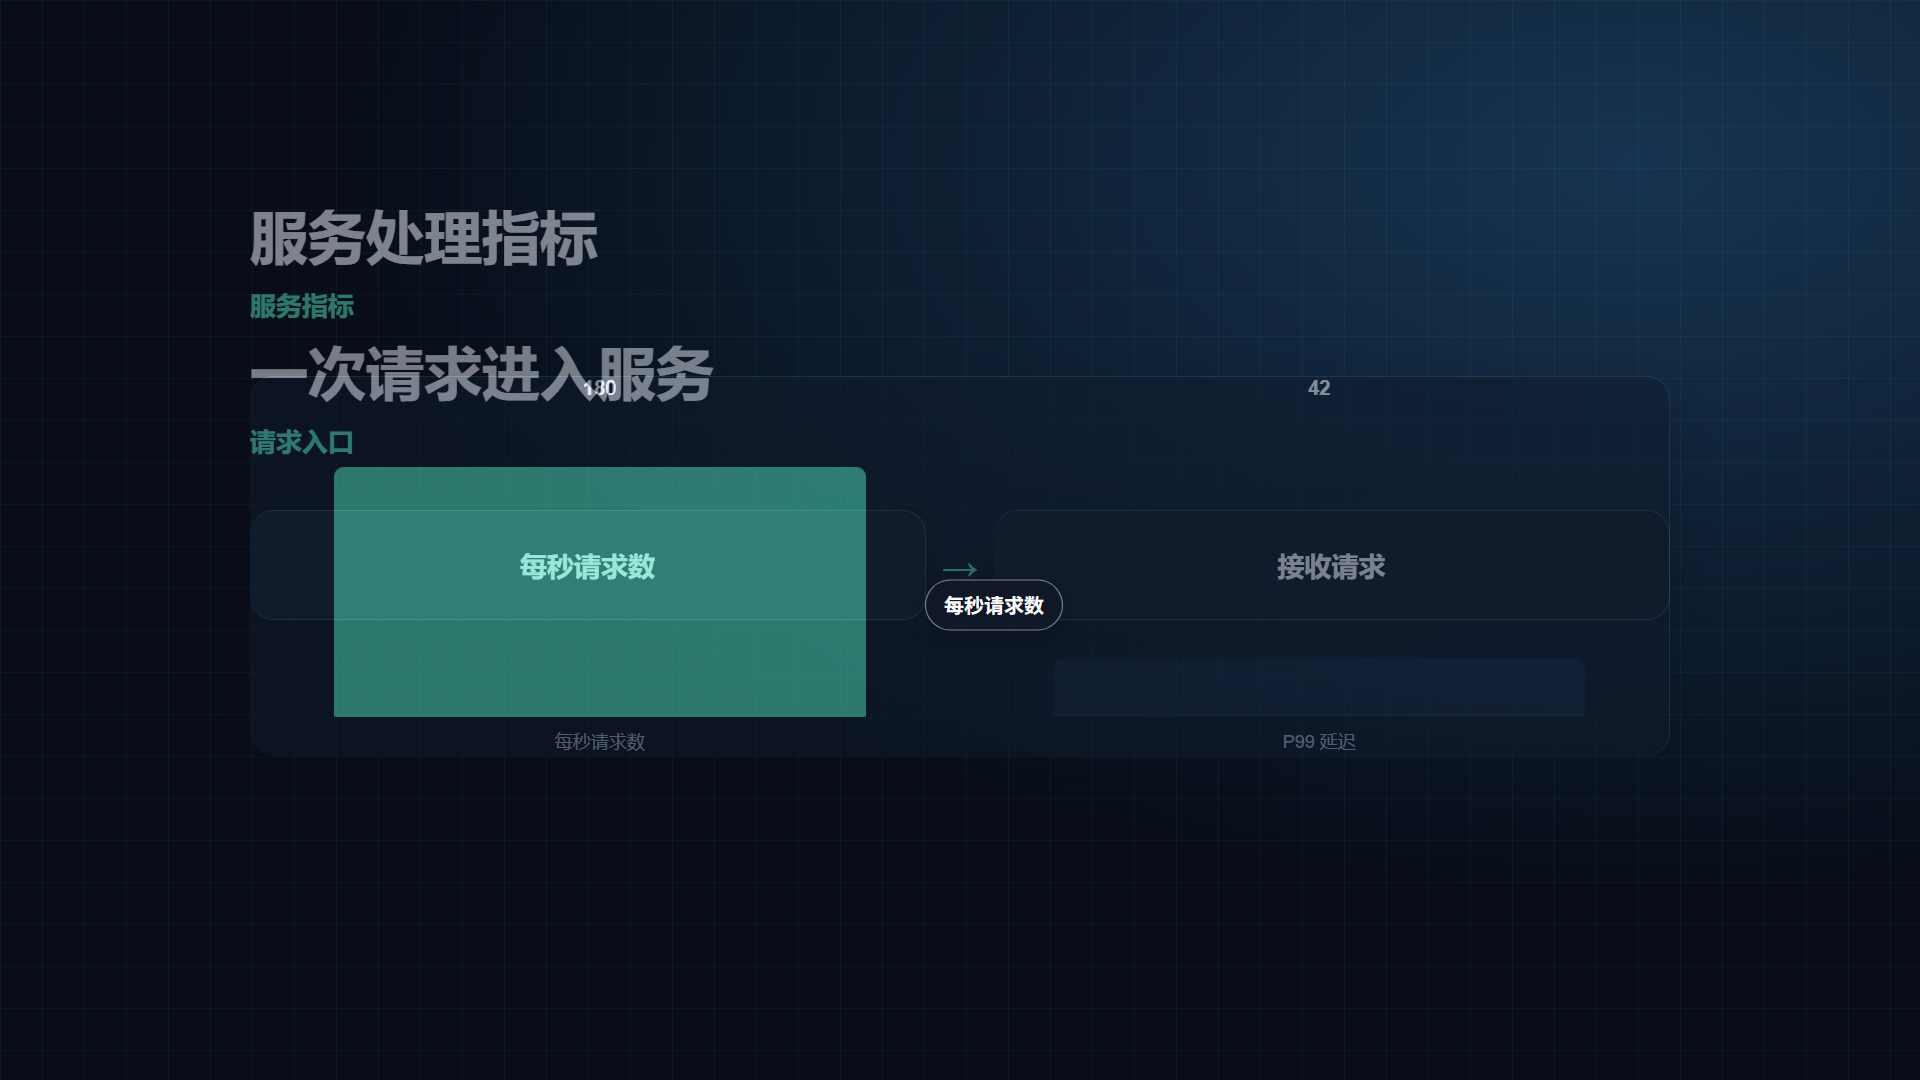 服务处理指标
服务指标
一次请求进入服务
180
42
请求入口
每秒请求数
→
接收请求
每秒请求数
每秒请求数
P99 延迟